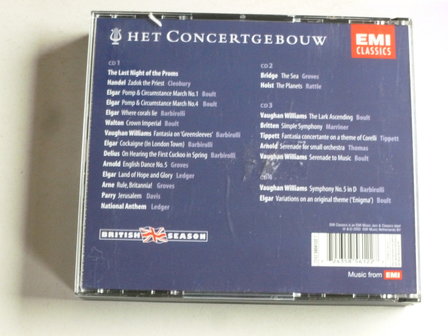 HET CONCERTGEBOUW
EMI
CLASSICS
CD 1
The Last Night of the Proms
Handel Zadok the Priest Cleobury
Elgar Pomp & Circumstance March No.1 Boult
Elgar Pomp & Circumstance March No.4 Boult
Elgar Where corals lie Barbirolli
Walton Crown Imperial Boult
Vaughan Williams Fantasia on 'Greensleeves' Barbirolli
Elgar Cockaigne (In London Town) Barbirolli
Delius On Hearing the First Cuckoo in Spring Barbirolli
Arnold English Dance No.5 Groves
Elgar Land of Hope and Glory Ledger
Arne Rule, Britannia! Groves
Parry Jerusalem Davis
National Anthem Ledger
CD 2
Bridge The Sea Groves
Holst The Planets Rattle
CD 3
Vaughan Williams The Lark Ascending Boult
Britten Simple Symphony Marriner
Tippett Fantasia concertante on a theme of Corelli Tippett
Arnold Serenade for small orchestra Thomas
Vaughan Williams Serenade to Music Boult
Vaughan Williams Symphony No.5 in D Barbirolli
Elgar Variations on an original theme ('Enigma') Boult
BRITISH SEASON
Music from EMI